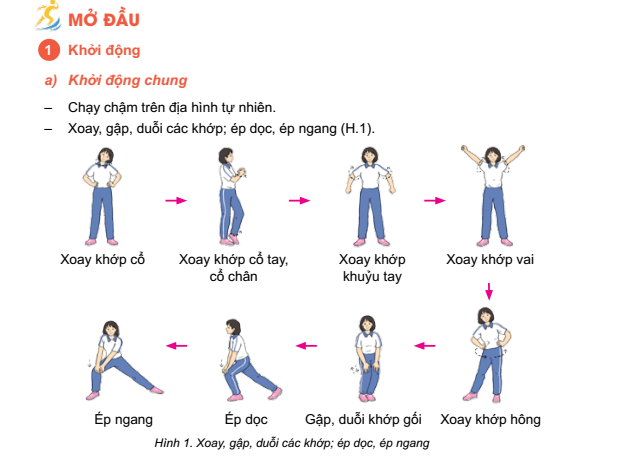 MỞ ĐẦU
1 Khởi động
a) Khởi động chung
– Chạy chậm trên địa hình tự nhiên.
– Xoay, gập, duỗi các khớp; ép dọc, ép ngang (H.1).
Xoay khớp cổ
Xoay khớp cổ tay,
cổ chân
Xoay khớp
khuỷu tay
Xoay khớp vai
Ép ngang
Ép dọc
Gập, duỗi khớp gối
Xoay khớp hông
Hình 1. Xoay, gập, duỗi các khớp; ép dọc, ép ngang